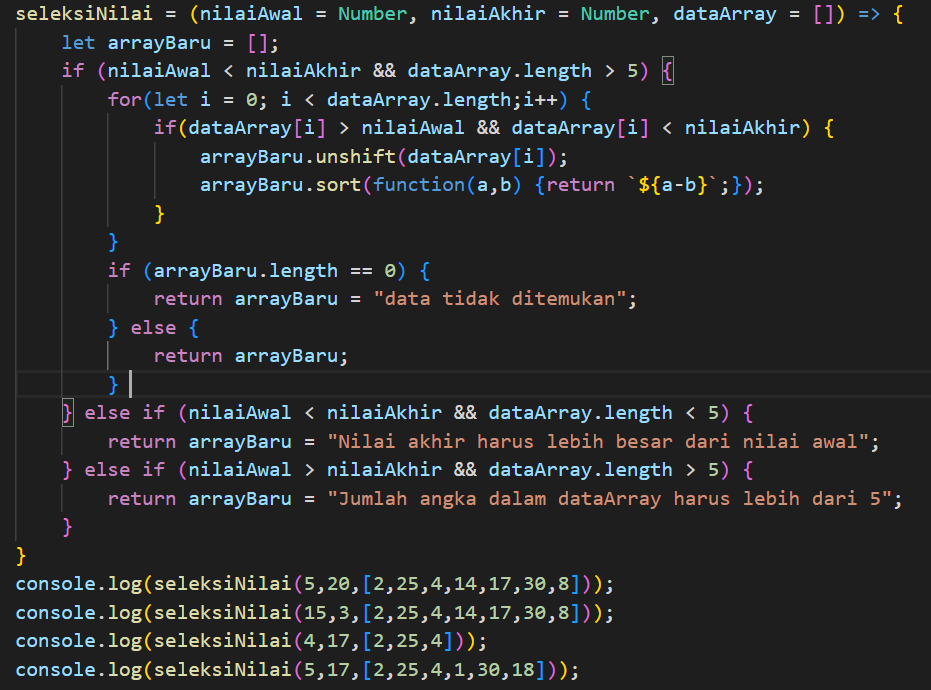 seleksiNilai = (nilaiAwal = Number, nilaiAkhir = Number, dataArray = []) => {
    let arrayBaru = [];
    if (nilaiAwal < nilaiAkhir && dataArray.length > 5) {
        for(let i = 0; i < dataArray.length;i++) {
            if(dataArray[i] > nilaiAwal && dataArray[i] < nilaiAkhir) {
                arrayBaru.unshift(dataArray[i]);
                arrayBaru.sort(function(a,b) {return `${a-b}`;});
            }
        }
        if (arrayBaru.length == 0) {
            return arrayBaru = "data tidak ditemukan";
        } else {
            return arrayBaru;
        }
    } else if (nilaiAwal < nilaiAkhir && dataArray.length < 5) {
        return arrayBaru = "Nilai akhir harus lebih besar dari nilai awal";
    } else if (nilaiAwal > nilaiAkhir && dataArray.length > 5) {
        return arrayBaru = "Jumlah angka dalam dataArray harus lebih dari 5";
    }
}
console.log(seleksiNilai(5,20,[2,25,4,14,17,30,8]));
console.log(seleksiNilai(15,3,[2,25,4,14,17,30,8]));
console.log(seleksiNilai(4,17,[2,25,4]));
console.log(seleksiNilai(5,17,[2,25,4,1,30,18]));